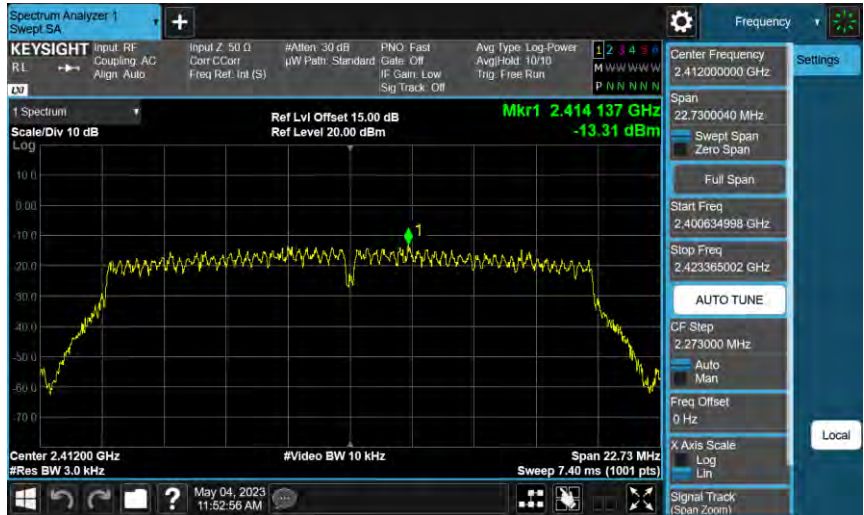 Spectrum Analyzer 1
Swept SA
+
Frequency
KEYSIGHT
RL
LXI
Input: RF
Coupling: AC
Align: Auto
Input Z: 50 Ω
Corr CCorr
Freq Ref: Int (S)
#Atten: 30 dB
µW Path: Standard
PNO: Fast
Gate: Off
IF Gain: Low
Sig Track: Off
Avg Type: Log-Power
Avg|Hold: 10/10
Trig: Free Run
1 2 3 4 5 6
M W W W W W
P N N N N N
1 Spectrum
Scale/Div 10 dB
Ref Lvl Offset 15.00 dB
Ref Level 20.00 dBm
Mkr1 2.414 137 GHz
-13.31 dBm
Log
10.0
0.00
-10.0
-20.0
-30.0
-40.0
-50.0
-60.0
-70.0
1
Center 2.41200 GHz
#Res BW 3.0 kHz
#Video BW 10 kHz
Span 22.73 MHz
Sweep 7.40 ms (1001 pts)
?
May 04, 2023
11:52:56 AM
Center Frequency
2.412000000 GHz
Span
22.7300040 MHz
Swept Span
Zero Span
Full Span
Start Freq
2.400634998 GHz
Stop Freq
2.423365002 GHz
AUTO TUNE
CF Step
2.273000 MHz
Auto
Man
Freq Offset
0 Hz
X Axis Scale
Log
Lin
Signal Track
(Span Zoom)
Settings
Local